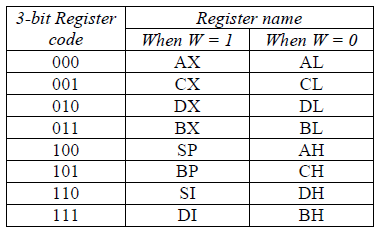 3-bit Register code Register name
When W = 1 When W = 0
000 AX AL
001 CX CL
010 DX DL
011 BX BL
100 SP AH
101 BP CH
110 SI DH
111 DI BH